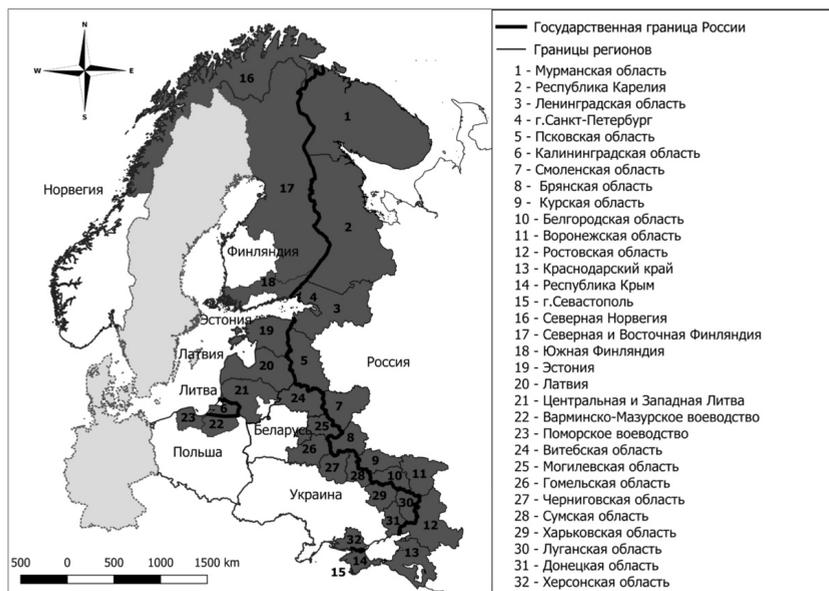 N
W E
S
Норвегия
Финляндия
Эстония
Латвия
Литва
Россия
Беларусь
Польша
Украина
16
1
17
2
18
4
3
19
5
20
21
24
7
6
23
22
25
8
26
27
28
9
10
11
29
30
31
12
32
13
14
15
500 0 500 1000 1500 km
Государственная граница России
Границы регионов
1 - Мурманская область
2 - Республика Карелия
3 - Ленинградская область
4 - г.Санкт-Петербург
5 - Псковская область
6 - Калининградская область
7 - Смоленская область
8 - Брянская область
9 - Курская область
10 - Белгородская область
11 - Воронежская область
12 - Ростовская область
13 - Краснодарский край
14 - Республика Крым
15 - г.Севастополь
16 - Северная Норвегия
17 - Северная и Восточная Финляндия
18 - Южная Финляндия
19 - Эстония
20 - Латвия
21 - Центральная и Западная Литва
22 - Варминско-Мазурское воеводство
23 - Поморское воеводство
24 - Витебская область
25 - Могилевская область
26 - Гомельская область
27 - Черниговская область
28 - Сумская область
29 - Харьковская область
30 - Луганская область
31 - Донецкая область
32 - Херсонская область